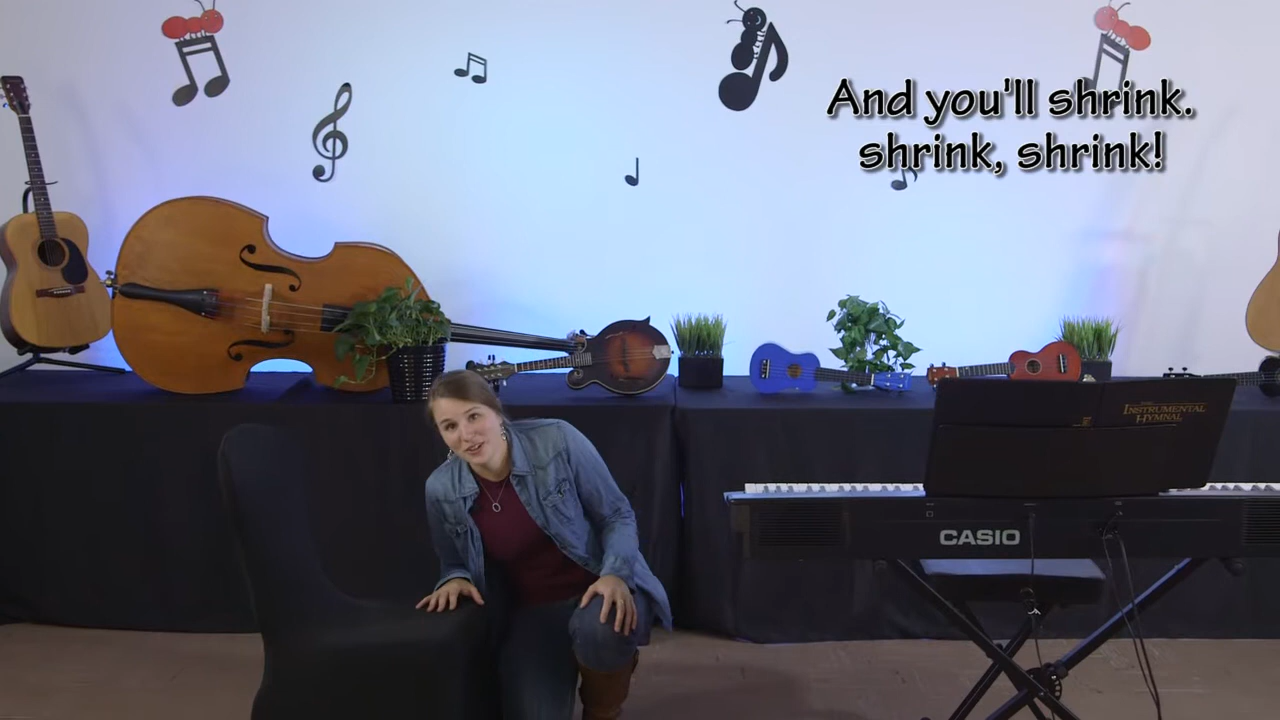 And you'll shrink.
shrink, shrink!
INSTRUMENTAL
HYMNAL
CASIO